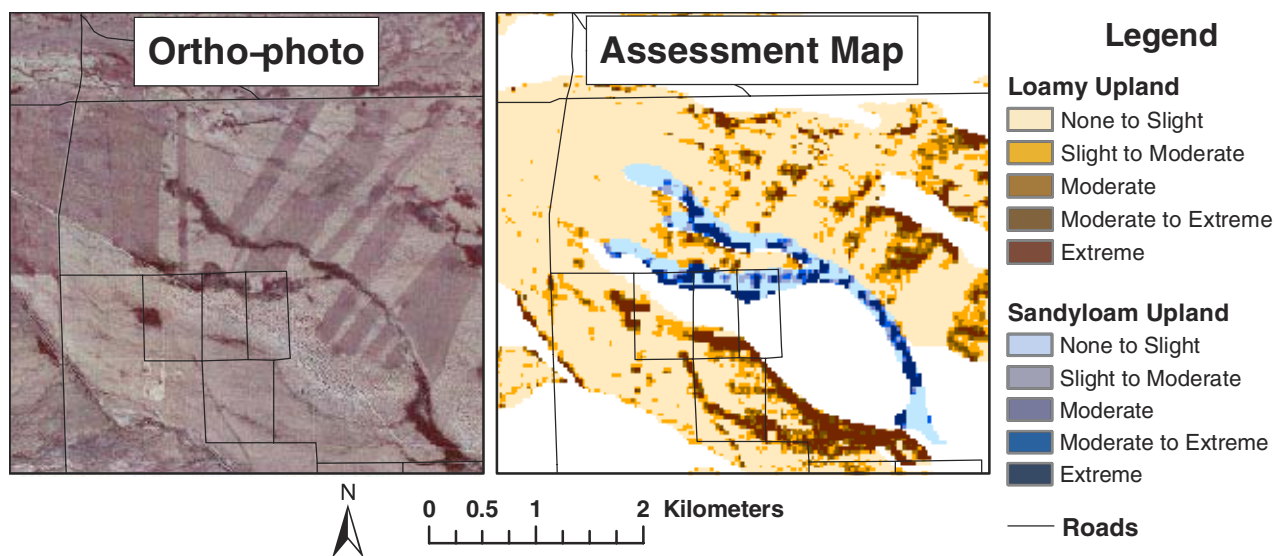 Ortho-photo
Assessment Map
Legend
Loamy Upland
None to Slight
Slight to Moderate
Moderate
Moderate to Extreme
Extreme
Sandyloam Upland
None to Slight
Slight to Moderate
Moderate
Moderate to Extreme
Extreme
Roads
N
0 0.5 1 2 Kilometers